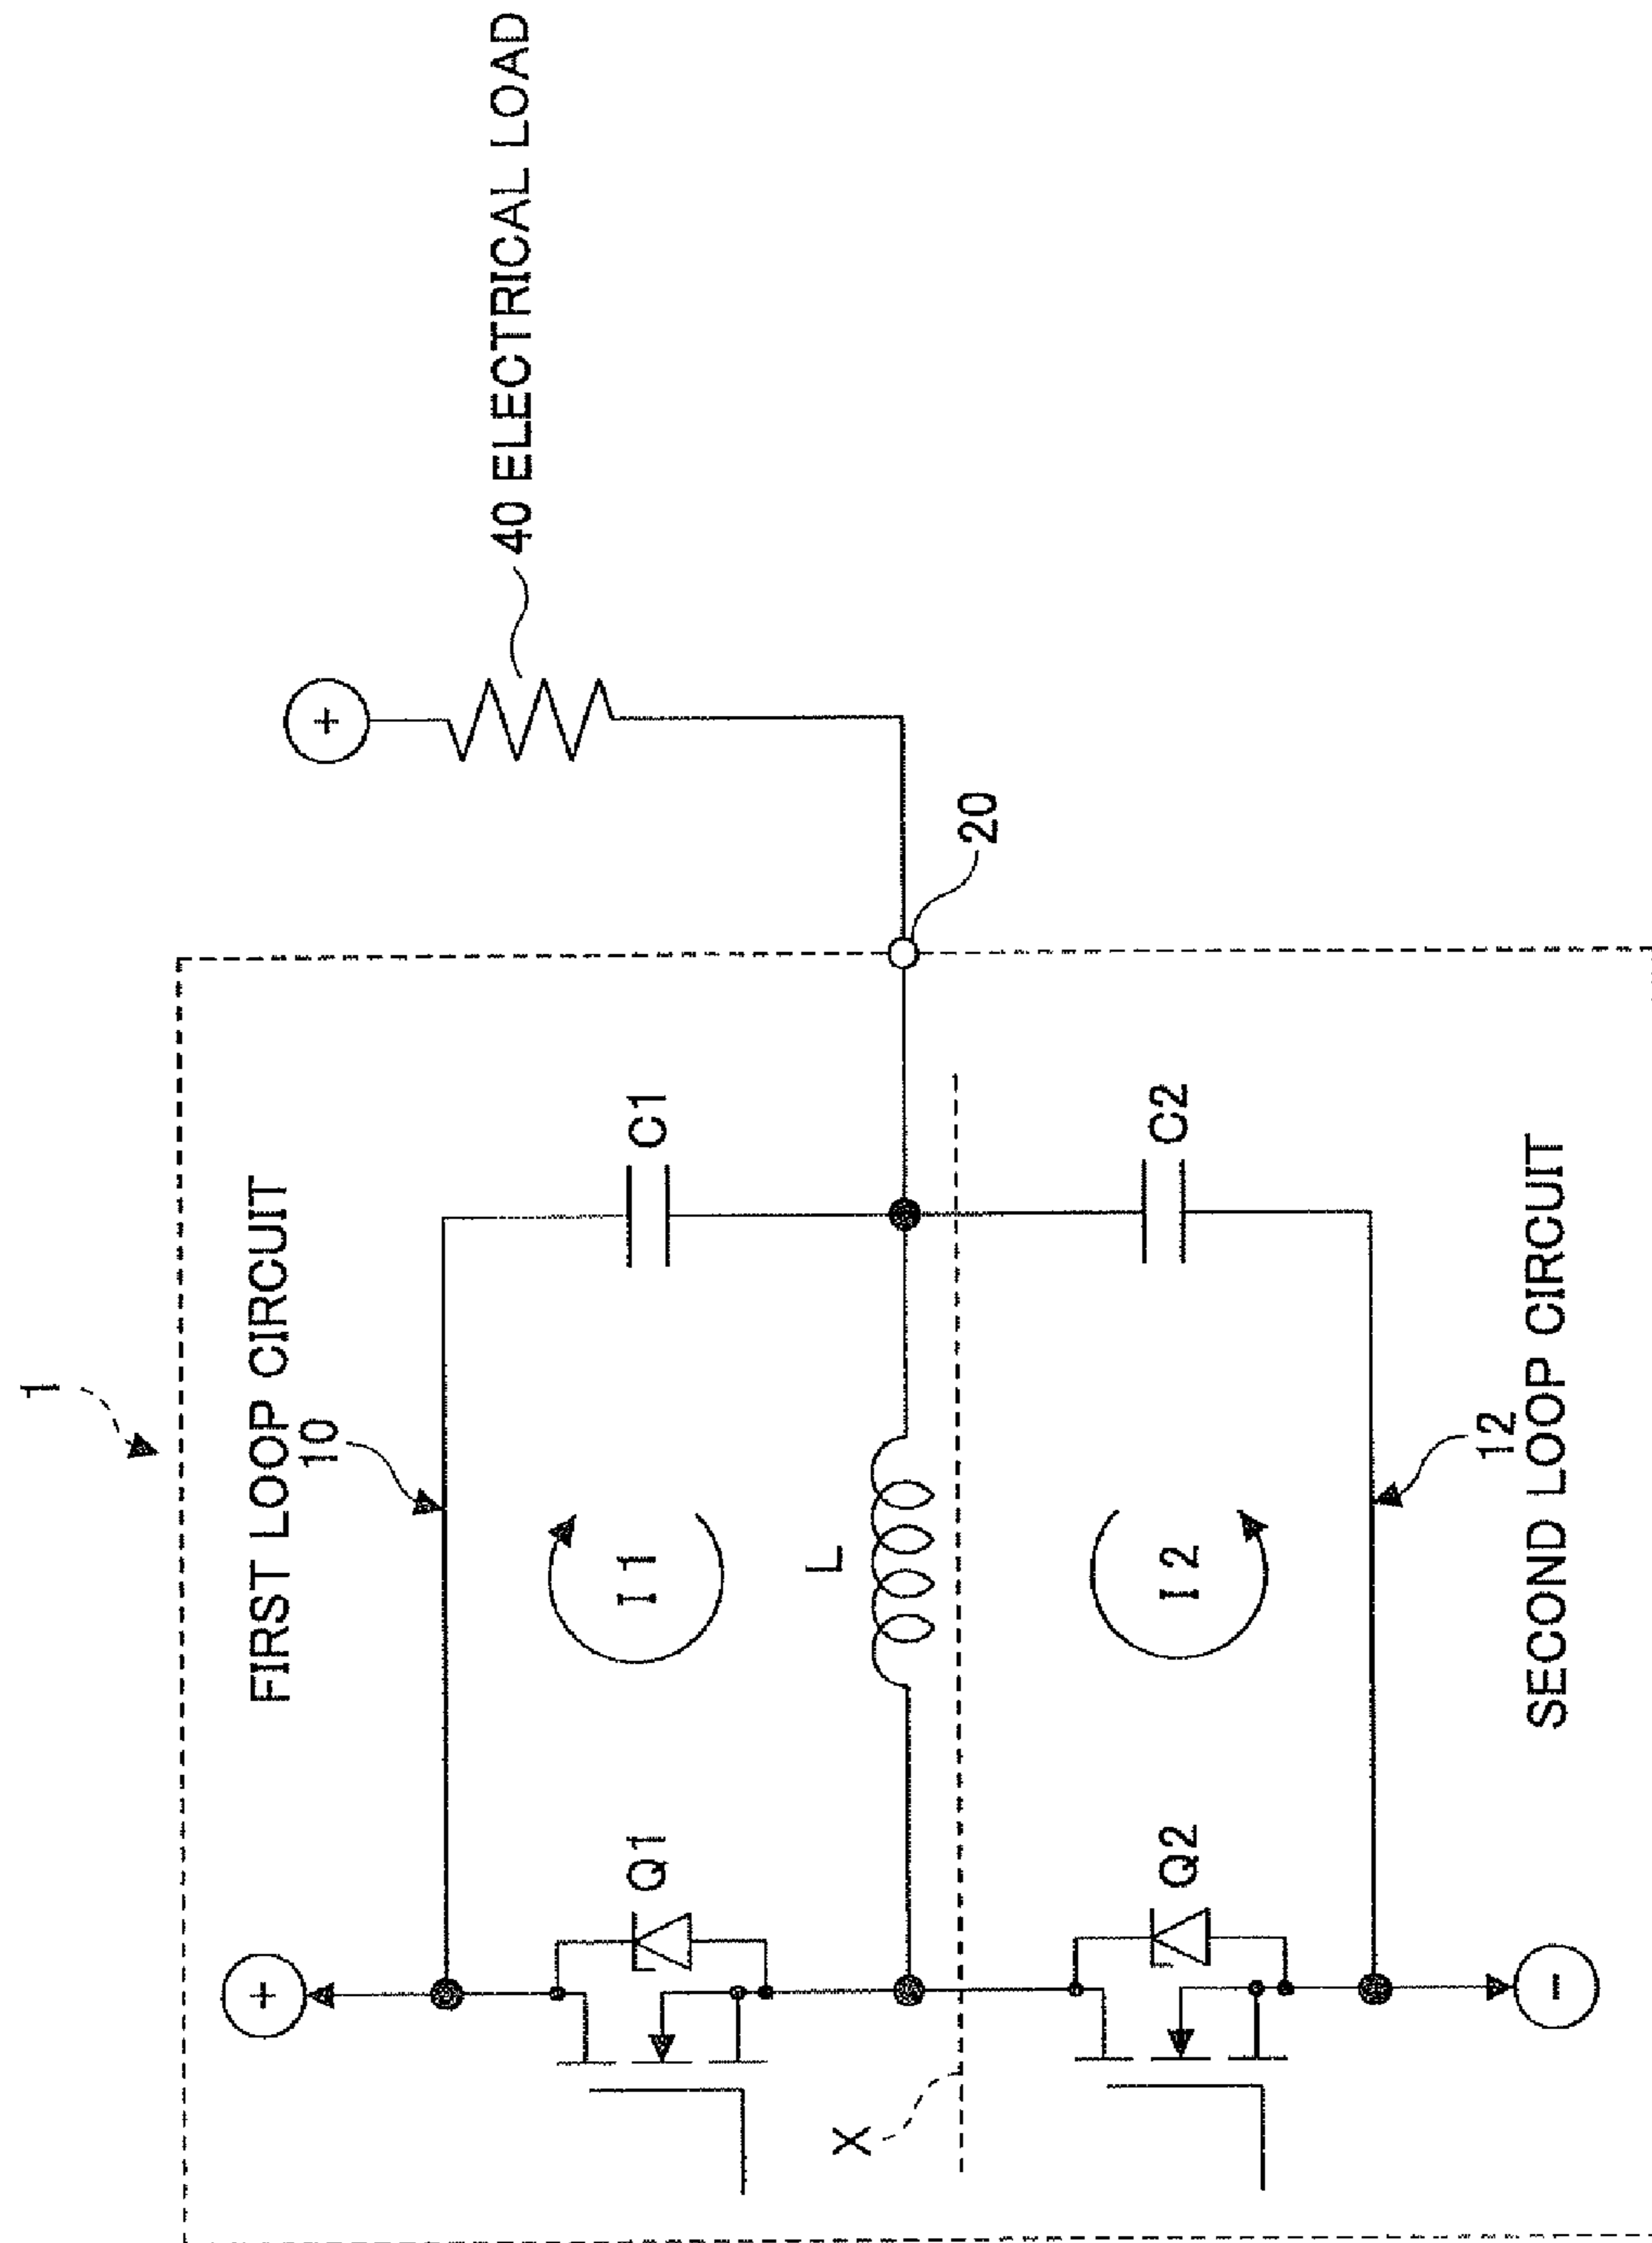 1
FIRST LOOP CIRCUIT
10
+
Q1
I1
C1
L
+
40 ELECTRICAL LOAD
20
X
Q2
I2
C2
12
SECOND LOOP CIRCUIT
-